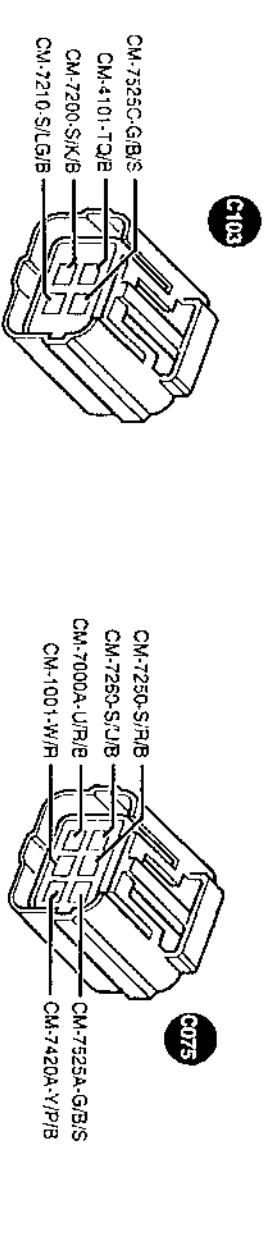 C103
CM-7525C-G/B/S
CM-4101-TQ/B
CM-7200-S/K/B
CM-7210-S/LG/B
CM-7250-S/R/B
CM-7260-S/U/B
CM-7000A-U/R/B
CM-1001-W/R
C075
CM-7525A-G/B/S
CM-7420A-Y/P/B